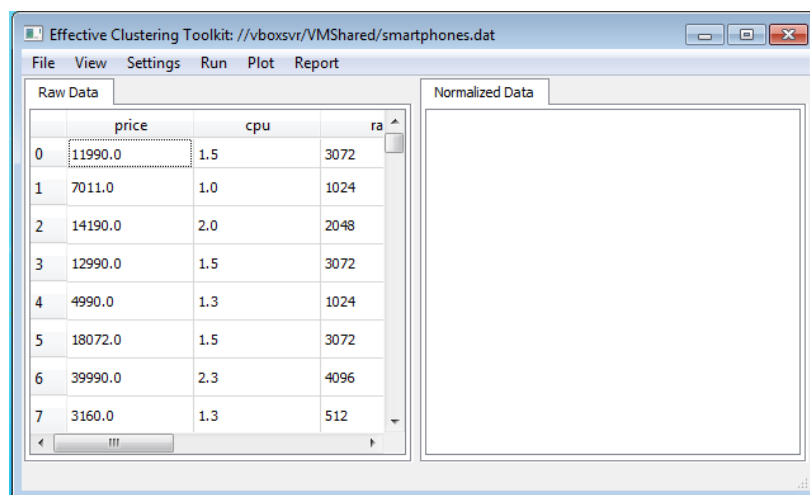 Effective Clustering Toolkit: //vboxsvr/VMShared/smartphones.dat
File View Settings Run Plot Report
Raw Data
Normalized Data
price cpu ra
0 11990.0 1.5 3072
1 7011.0 1.0 1024
2 14190.0 2.0 2048
3 12990.0 1.5 3072
4 4990.0 1.3 1024
5 18072.0 1.5 3072
6 39990.0 2.3 4096
7 3160.0 1.3 512